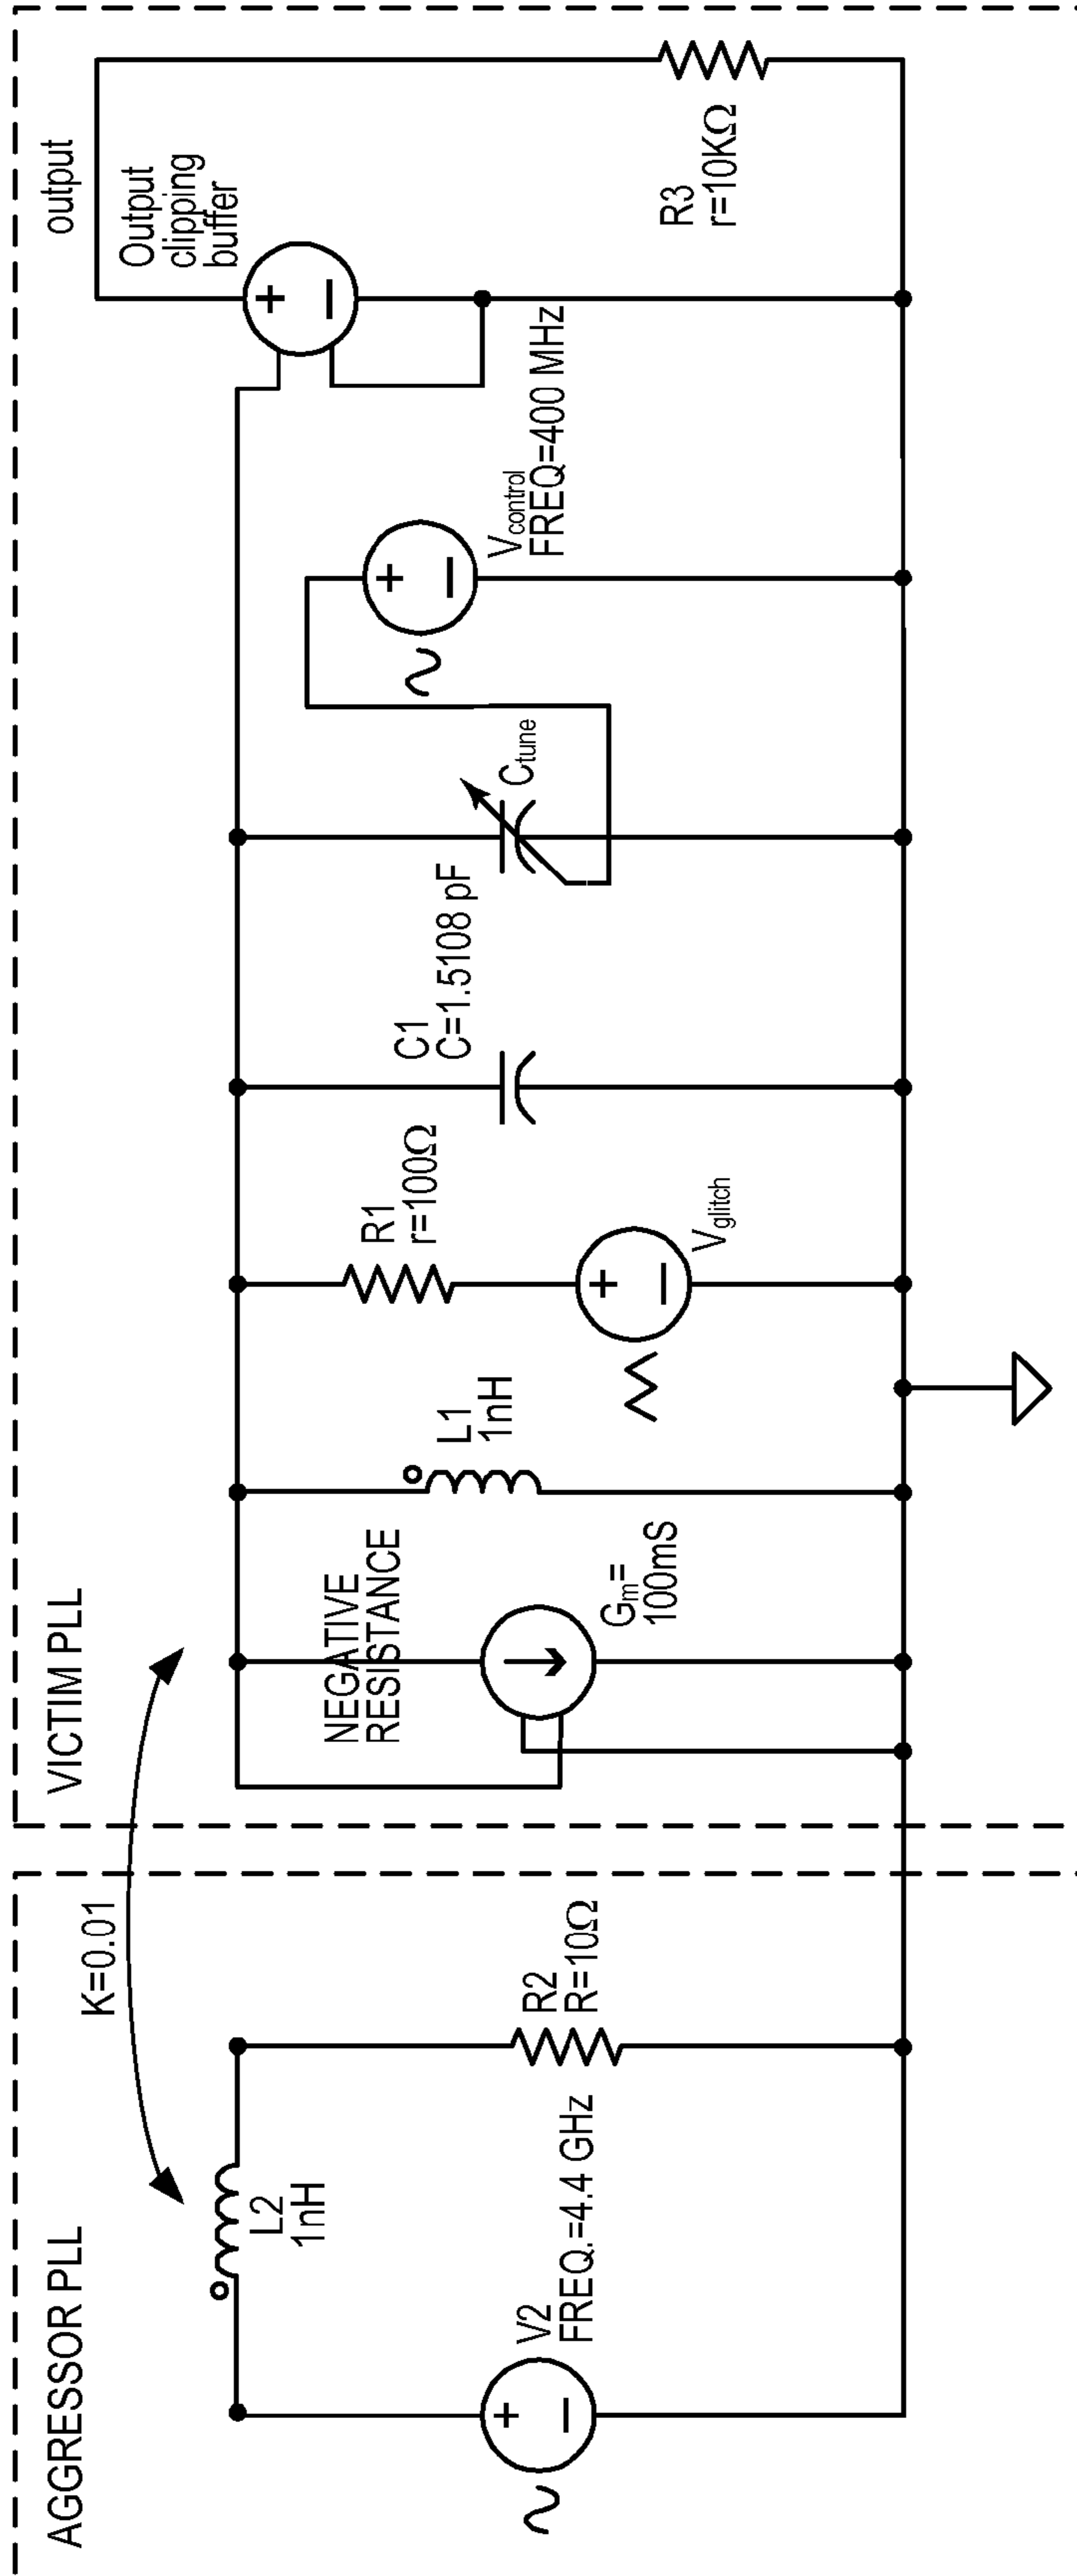 AGGRESSOR PLL
K=0.01
VICTIM PLL
V2
FREQ.=4.4 GHz
L2
1nH
R2
R=10Ω
NEGATIVE
RESISTANCE
Gm=
100mS
L1
1nH
R1
r=100Ω
Vglitch
C1
C=1.5108 pF
Ctune
Vcontrol
FREQ=400 MHz
Output
clipping
buffer
output
R3
r=10KΩ